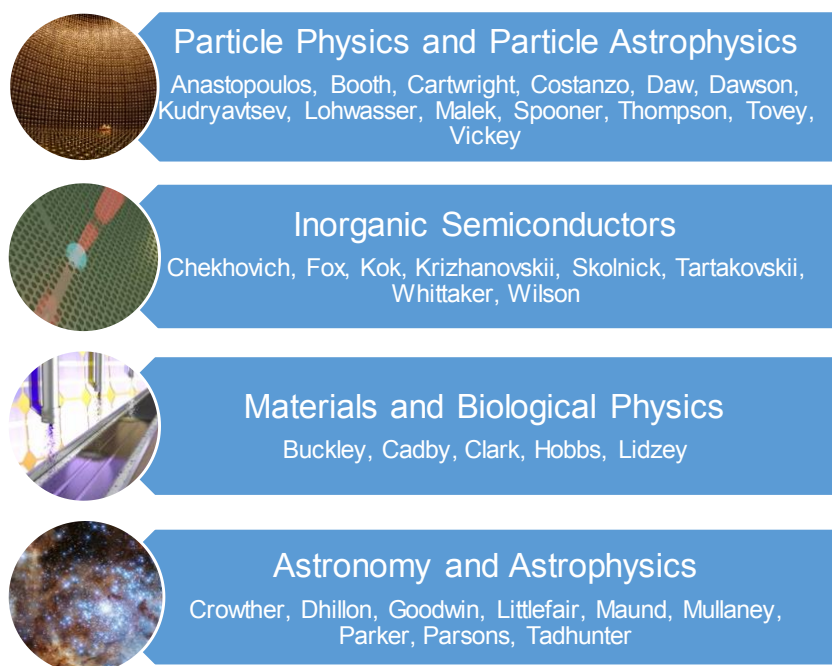 Particle Physics and Particle Astrophysics
Anastopoulos, Booth, Cartwright, Costanzo, Daw, Dawson,
Kudryavtsev, Lohwasser, Malek, Spooner, Thompson, Tovey,
Vickey
Inorganic Semiconductors
Chekhovich, Fox, Kok, Krizhanovskii, Skolnick, Tartakovskii,
Whittaker, Wilson
Materials and Biological Physics
Buckley, Cadby, Clark, Hobbs, Lidzey
Astronomy and Astrophysics
Crowther, Dhillon, Goodwin, Littlefair, Maund, Mullaney,
Parker, Parsons, Tadhunter